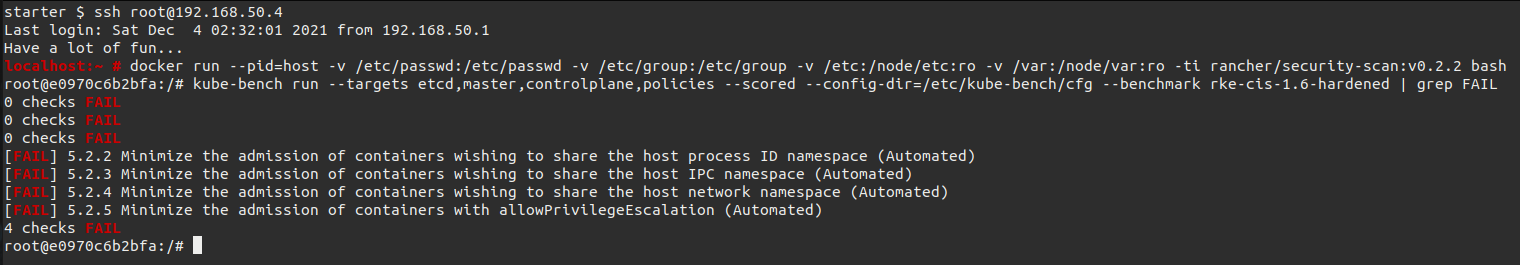 starter $ ssh root@192.168.50.4
Last login: Sat Dec  4 02:32:01 2021 from 192.168.50.1
Have a lot of fun...
localhost:~ # docker run --pid=host -v /etc/passwd:/etc/passwd -v /etc/group:/etc/group -v /etc:/node/etc:ro -v /var:/node/var:ro -ti rancher/security-scan:v0.2.2 bash
root@e0970c6b2bfa:/# kube-bench run --targets etcd,master,controlplane,policies --scored --config-dir=/etc/kube-bench/cfg --benchmark rke-cis-1.6-hardened | grep FAIL
0 checks FAIL
0 checks FAIL
0 checks FAIL
[FAIL] 5.2.2 Minimize the admission of containers wishing to share the host process ID namespace (Automated)
[FAIL] 5.2.3 Minimize the admission of containers wishing to share the host IPC namespace (Automated)
[FAIL] 5.2.4 Minimize the admission of containers wishing to share the host network namespace (Automated)
[FAIL] 5.2.5 Minimize the admission of containers with allowPrivilegeEscalation (Automated)
4 checks FAIL
root@e0970c6b2bfa:/#